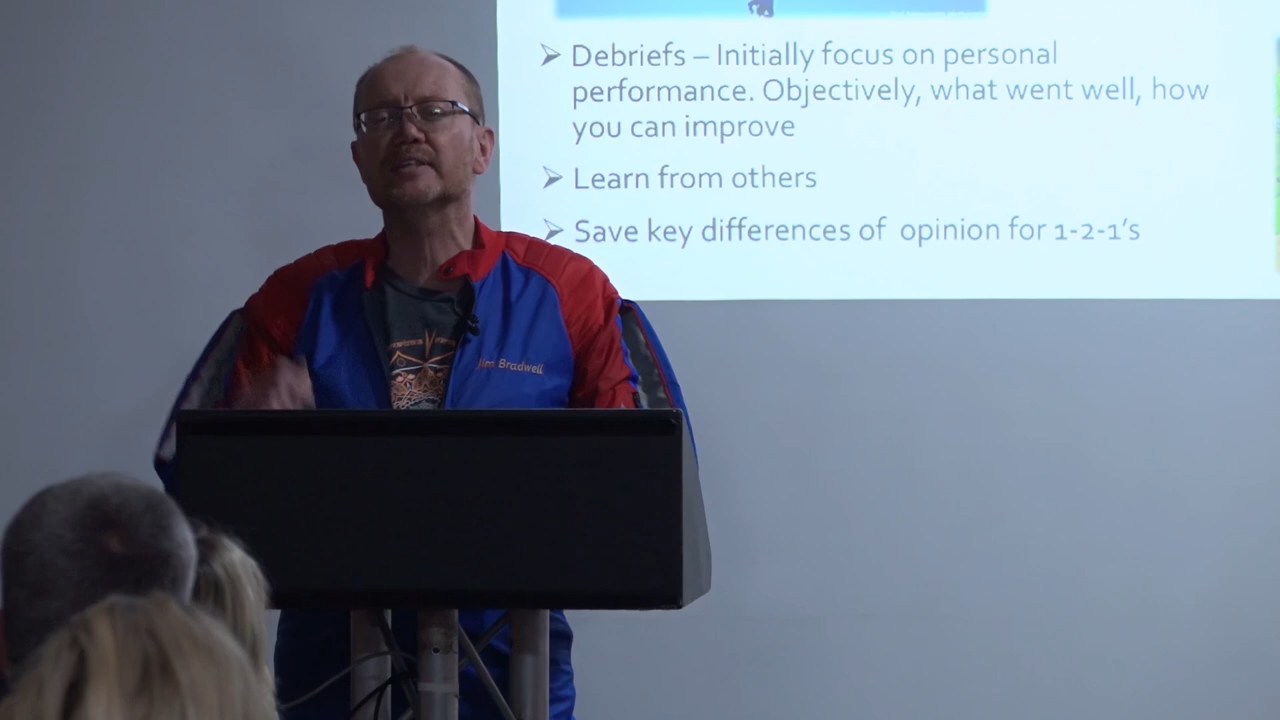 Debriefs – Initially focus on personal
performance. Objectively, what went well, how
you can improve
Learn from others
Save key differences of opinion for 1-2-1's
Jim Bradwell